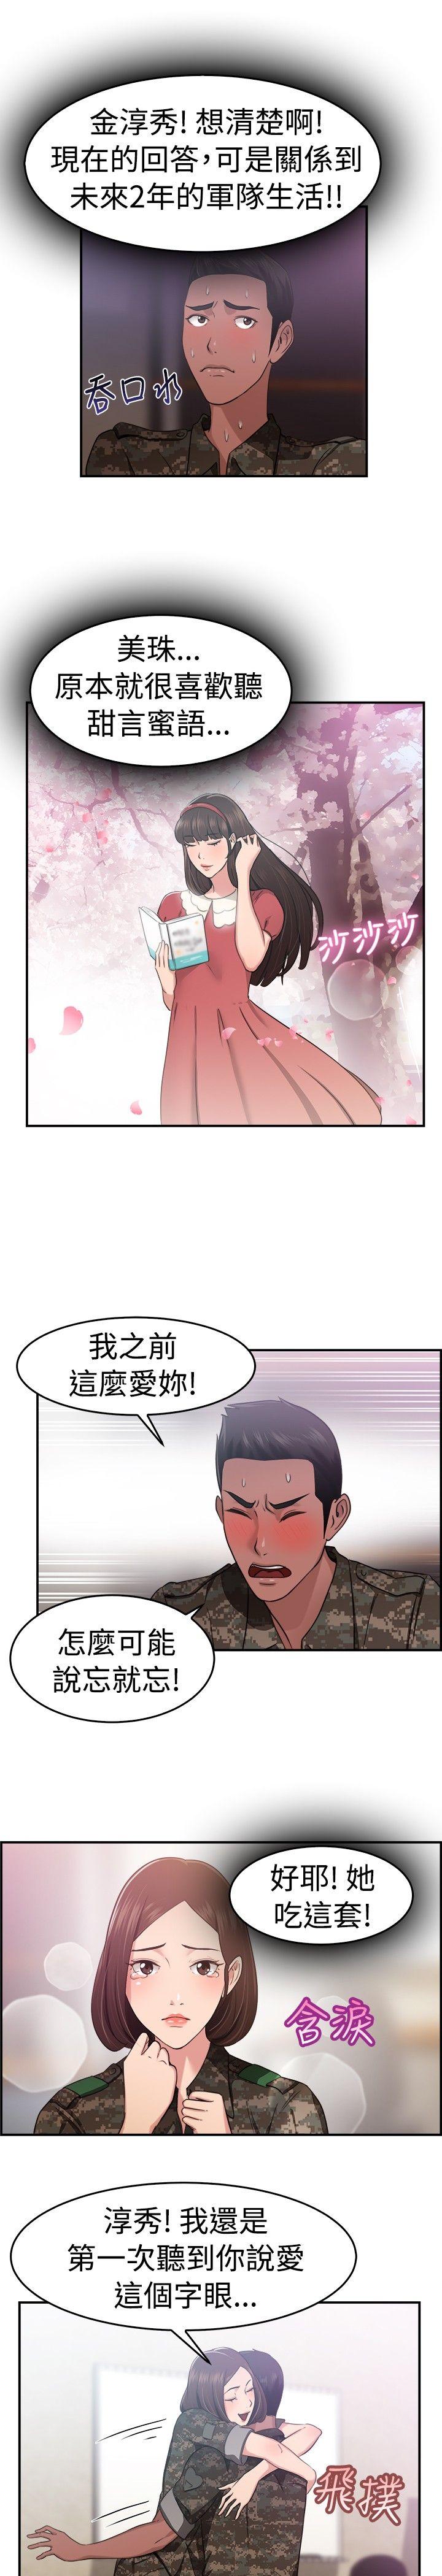 金淳秀! 想清楚啊!
現在的回答，可是關係到
未來2年的軍隊生活!!
吞口水
美珠...
原本就很喜歡聽
甜言蜜語...
沙沙沙
我之前
這麼愛妳!
怎麼可能
說忘就忘!
好耶! 她
吃這套!
含淚
淳秀! 我還是
第一次聽到你說愛
這個字眼...
飛撲